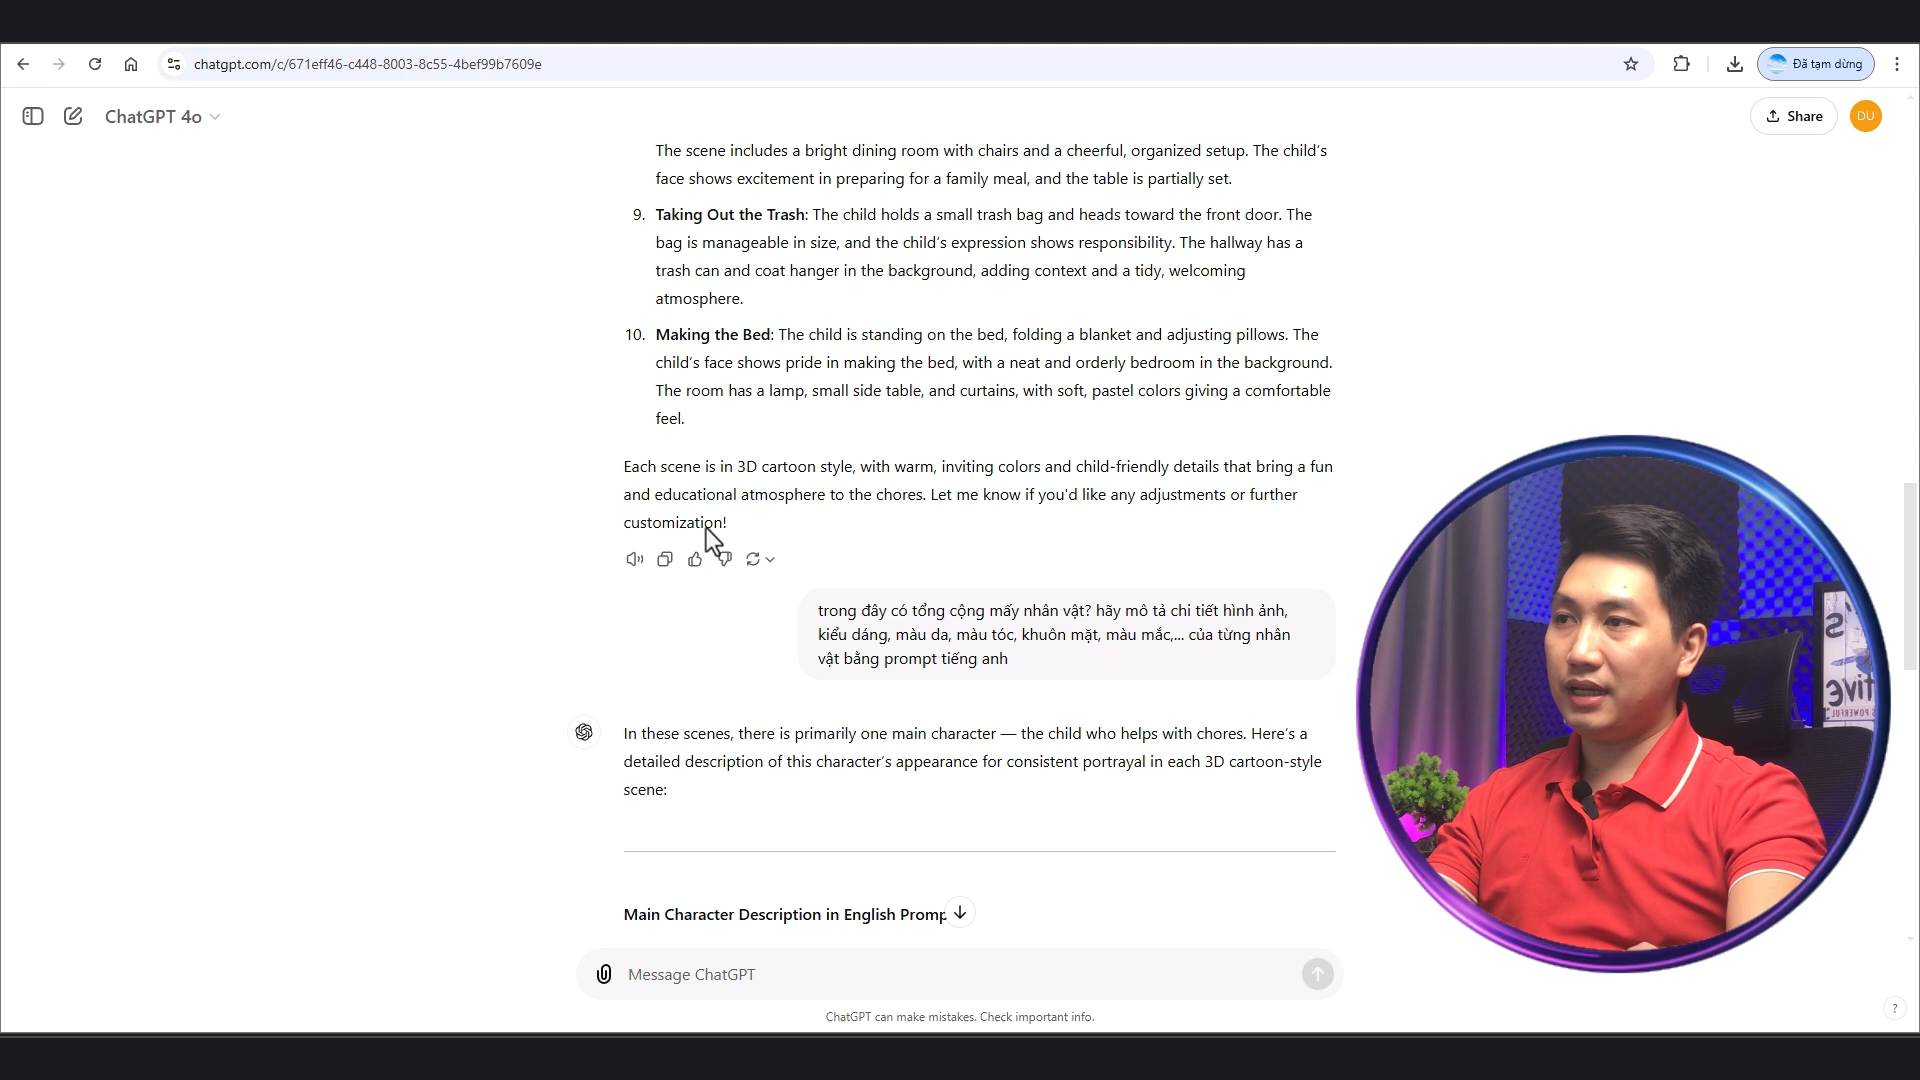 chatgpt.com/c/671eff46-c448-8003-8c55-4bef99b7609e
Đã tạm dừng
ChatGPT 4o
Share
DU
The scene includes a bright dining room with chairs and a cheerful, organized setup. The child's
face shows excitement in preparing for a family meal, and the table is partially set.
9. Taking Out the Trash: The child holds a small trash bag and heads toward the front door. The
bag is manageable in size, and the child's expression shows responsibility. The hallway has a
trash can and coat hanger in the background, adding context and a tidy, welcoming
atmosphere.
10. Making the Bed: The child is standing on the bed, folding a blanket and adjusting pillows. The
child's face shows pride in making the bed, with a neat and orderly bedroom in the background.
The room has a lamp, small side table, and curtains, with soft, pastel colors giving a comfortable
feel.
Each scene is in 3D cartoon style, with warm, inviting colors and child-friendly details that bring a fun
and educational atmosphere to the chores. Let me know if you'd like any adjustments or further
customization!
trong đây có tổng cộng mấy nhân vật? hãy mô tả chi tiết hình ảnh,
kiểu dáng, màu da, màu tóc, khuôn mặt, màu mắc,... của từng nhân
vật bằng prompt tiếng anh
In these scenes, there is primarily one main character — the child who helps with chores. Here's a
detailed description of this character's appearance for consistent portrayal in each 3D cartoon-style
scene:
Main Character Description in English Promp
Message ChatGPT
ChatGPT can make mistakes. Check important info.
?